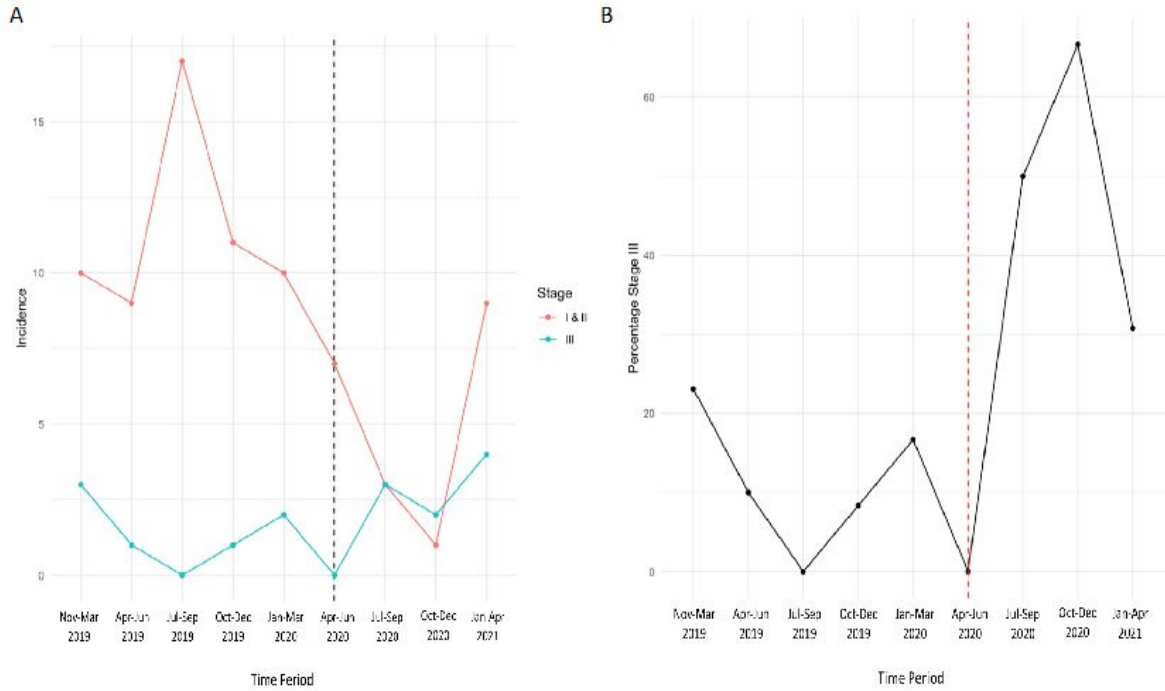 A
B
15
10
5
0
Incidence
Stage
I & II
III
Nov-Mar Apr-Jun Jul-Sep Oct-Dec Jan-Mar Apr-Jun Jul-Sep Oct-Dec Jan-Apr
2019 2019 2019 2019 2020 2020 2020 2020 2021
Time Period
60
40
20
0
Percentage Stage III
Nov-Mar Apr-Jun Jul-Sep Oct-Dec Jan-Mar Apr-Jun Jul-Sep Oct-Dec Jan-Apr
2019 2019 2019 2019 2020 2020 2020 2020 2021
Time Period